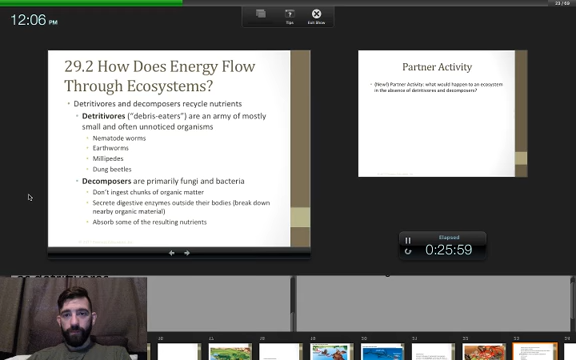 33 / 68
12:06 PM
Tips
Exit Show
29.2 How Does Energy Flow
Through Ecosystems?
Detritivores and decomposers recycle nutrients
Detritivores ("debris-eaters") are an army of mostly
small and often unnoticed organisms
Nematode worms
Earthworms
Millipedes
Dung beetles
Decomposers are primarily fungi and bacteria
Don't ingest chunks of organic matter
Secrete digestive enzymes outside their bodies (break down
nearby organic material)
Absorb some of the resulting nutrients
Partner Activity
(New!) Partner Activity: what would happen to an ecosystem
in the absence of detritivores and decomposers?
Elapsed
0:25:59